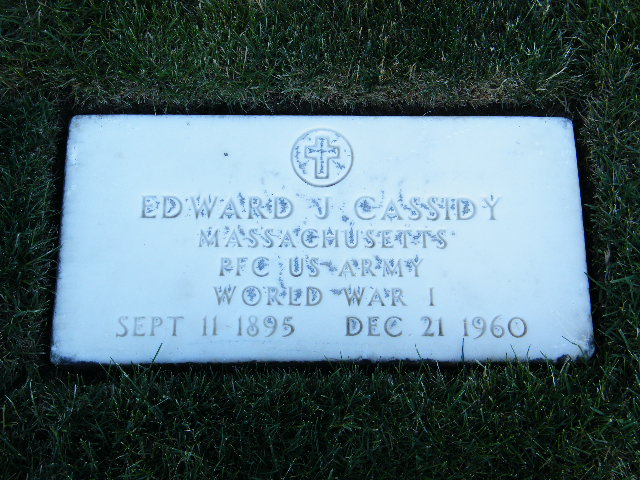 EDWARD J CASSIDY
MASSACHUSETTS
PFC US ARMY
WORLD WAR I
SEPT 11 1895 DEC 21 1960